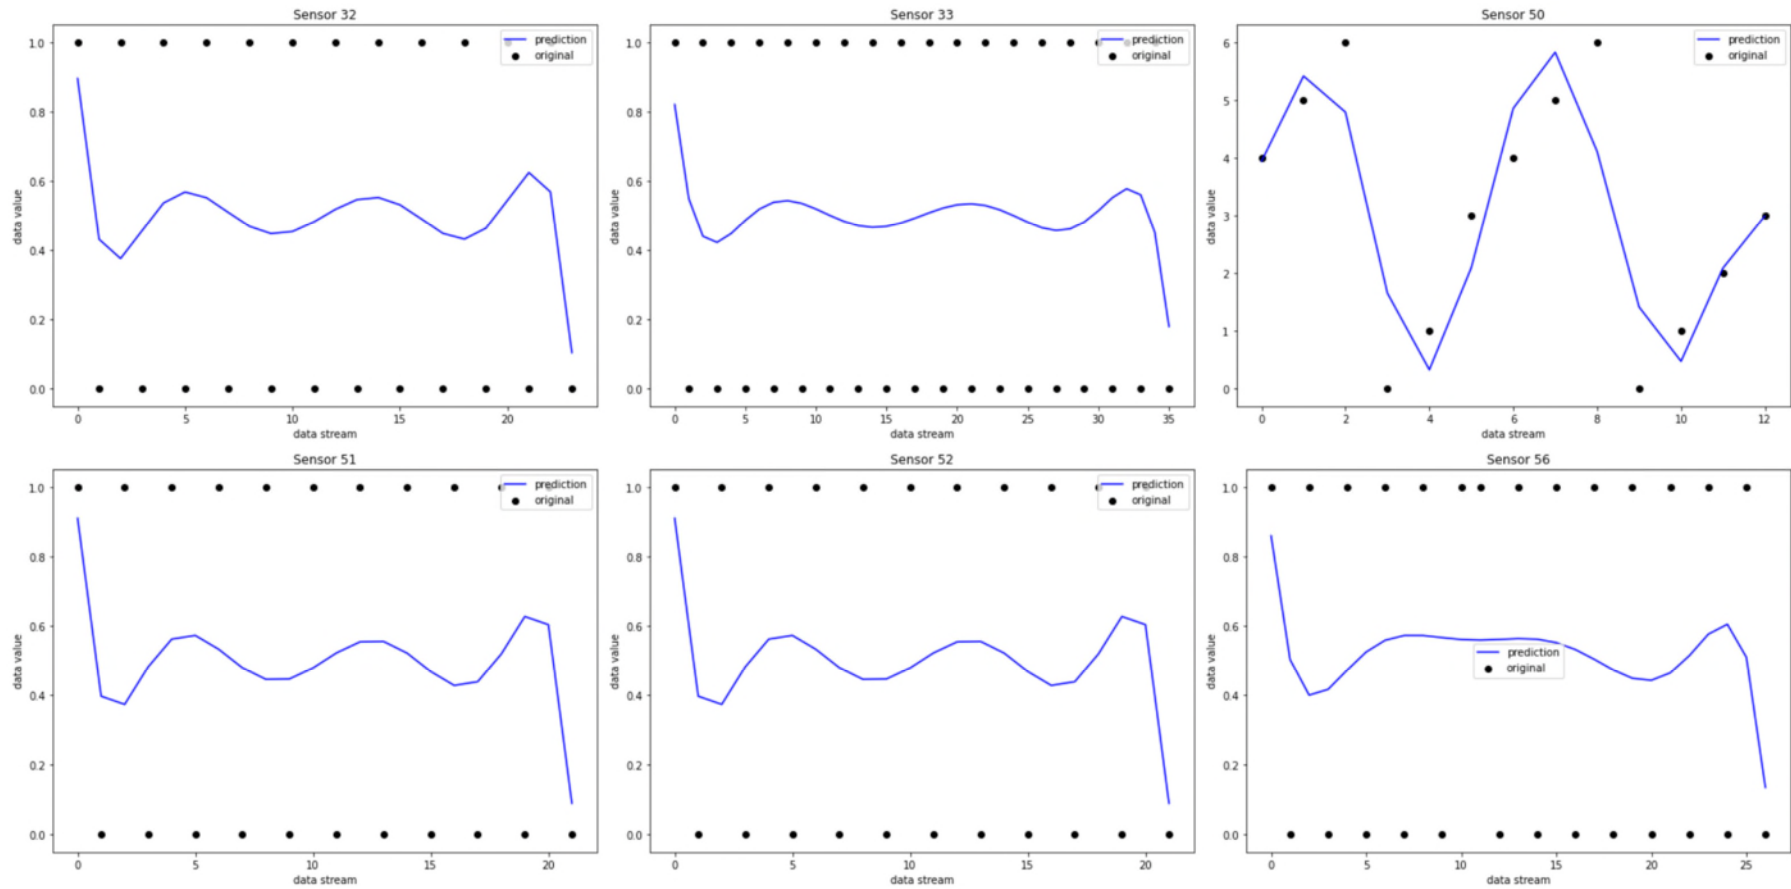 Sensor 32
prediction
original
1.0
0.8
0.6
0.4
0.2
0.0
data value
0 5 10 15 20
data stream
Sensor 33
prediction
original
1.0
0.8
0.6
0.4
0.2
0.0
data value
0 5 10 15 20 25 30 35
data stream
Sensor 50
prediction
original
6
5
4
3
2
1
0
data value
0 2 4 6 8 10 12
data stream
Sensor 51
prediction
original
1.0
0.8
0.6
0.4
0.2
0.0
data value
0 5 10 15 20
data stream
Sensor 52
prediction
original
1.0
0.8
0.6
0.4
0.2
0.0
data value
0 5 10 15 20
data stream
Sensor 56
1.0
0.8
0.6
0.4
0.2
0.0
data value
prediction
original
0 5 10 15 20 25
data stream